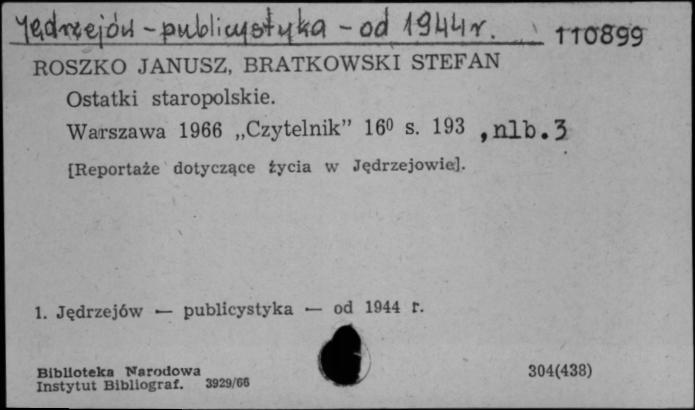 Jędrzejów - publicystyka - od 1944 r. 110899
ROSZKO JANUSZ, BRATKOWSKI STEFAN
Ostatki staropolskie.
Warszawa 1966 „Czytelnik” 16⁰ s. 193 , nlb. 3
[Reportaże dotyczące życia w Jędrzejowie].
1. Jędrzejów — publicystyka — od 1944 r.
Biblioteka Narodowa
Instytut Bibliograf. 3929/66
304(438)